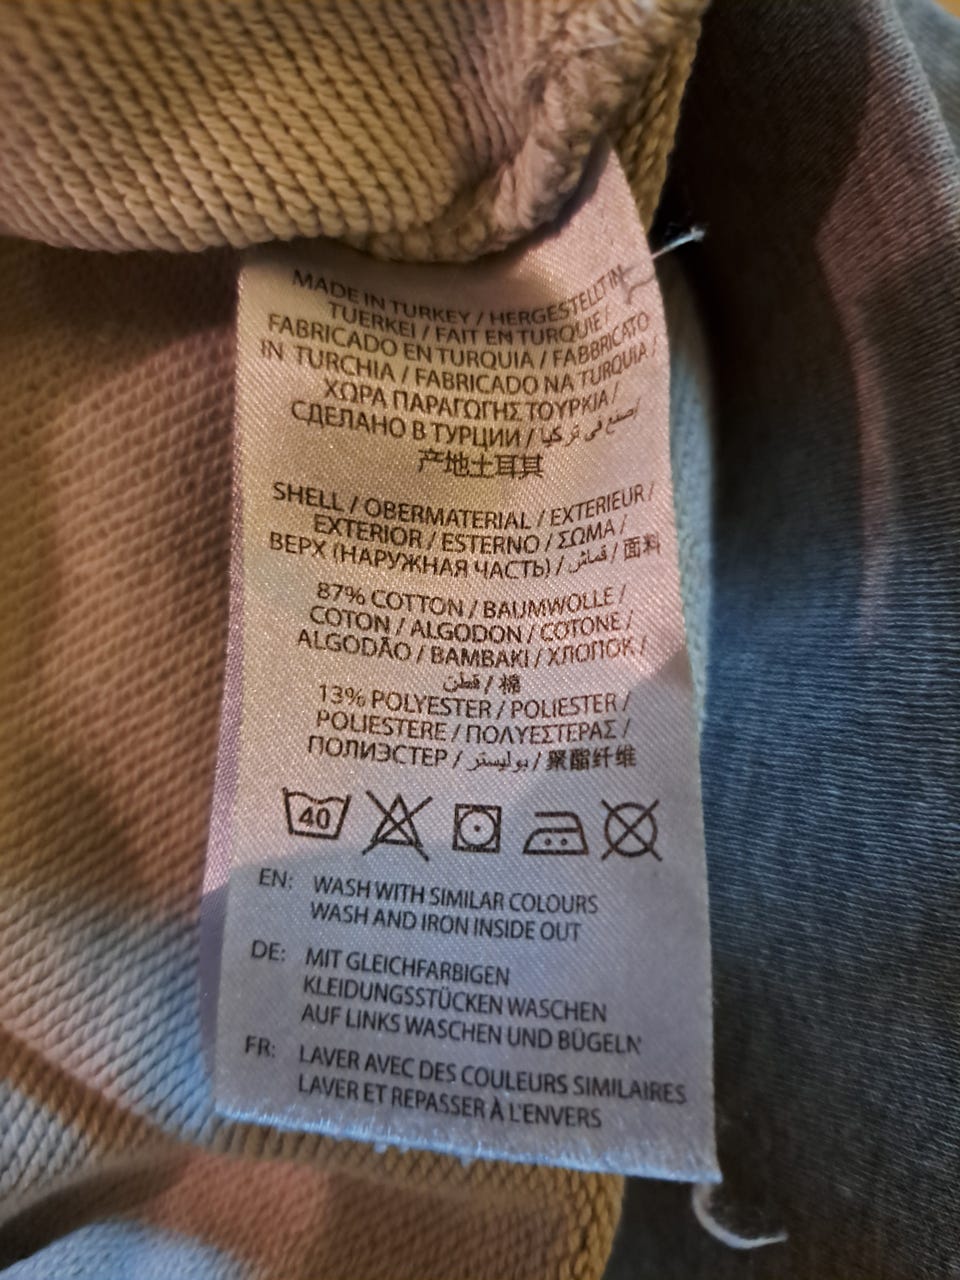 MADE IN TURKEY / HERGESTELLT IN
TUERKEI / FAIT EN TURQUIE /
FABRICADO EN TURQUIA / FABBRICATO
IN TURCHIA / FABRICADO NA TURQUIA /
ΧΩΡΑ ΠΑΡΑΓΩΓΗΣ ΤΟΥΡΚΙΑ /
СДЕЛАНО В ТУРЦИИ / صنع في تركيا /
产地土耳其
SHELL / OBERMATERIAL / EXTERIEUR /
EXTERIOR / ESTERNO / ΣΩΜΑ /
ВЕРХ (НАРУЖНАЯ ЧАСТЬ) / قماش / 面料
87% COTTON / BAUMWOLLE /
COTON / ALGODON / COTONE /
ALGODÃO / ΒΑΜΒΑΚΙ / ХЛОПОК /
قطن / 棉
13% POLYESTER / POLIESTER /
POLIESTERE / ΠΟΛΥΕΣΤΕΡΑΣ /
ПОЛИЭСТЕР / بوليستر / 聚酯纤维
40
EN: WASH WITH SIMILAR COLOURS
WASH AND IRON INSIDE OUT
DE: MIT GLEICHFARBIGEN
KLEIDUNGSSTÜCKEN WASCHEN
AUF LINKS WASCHEN UND BÜGELN
FR: LAVER AVEC DES COULEURS SIMILAIRES
LAVER ET REPASSER À L'ENVERS